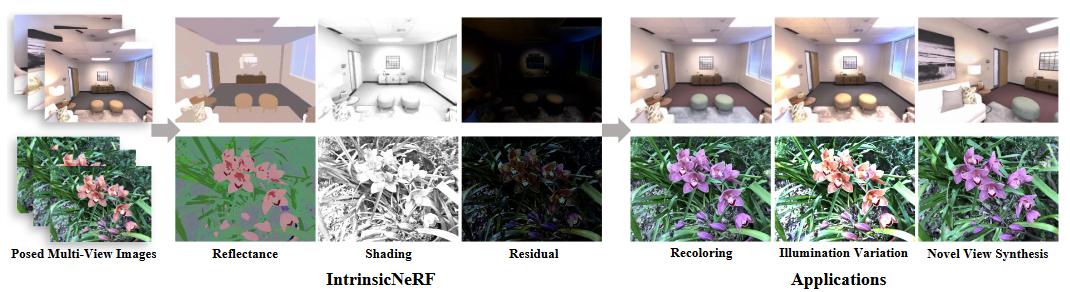 Posed Multi-View Images
Reflectance
Shading
Residual
Recoloring
Illumination Variation
Novel View Synthesis
IntrinsicNeRF
Applications